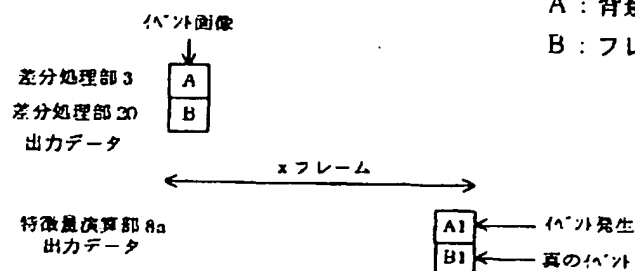 イベント画像
A：背
B：フレ
差分処理部3
A
差分処理部20
B
出力データ
xフレーム
特徴量演算部8a
出力データ
A1
イベント発生
B1
真のイベント